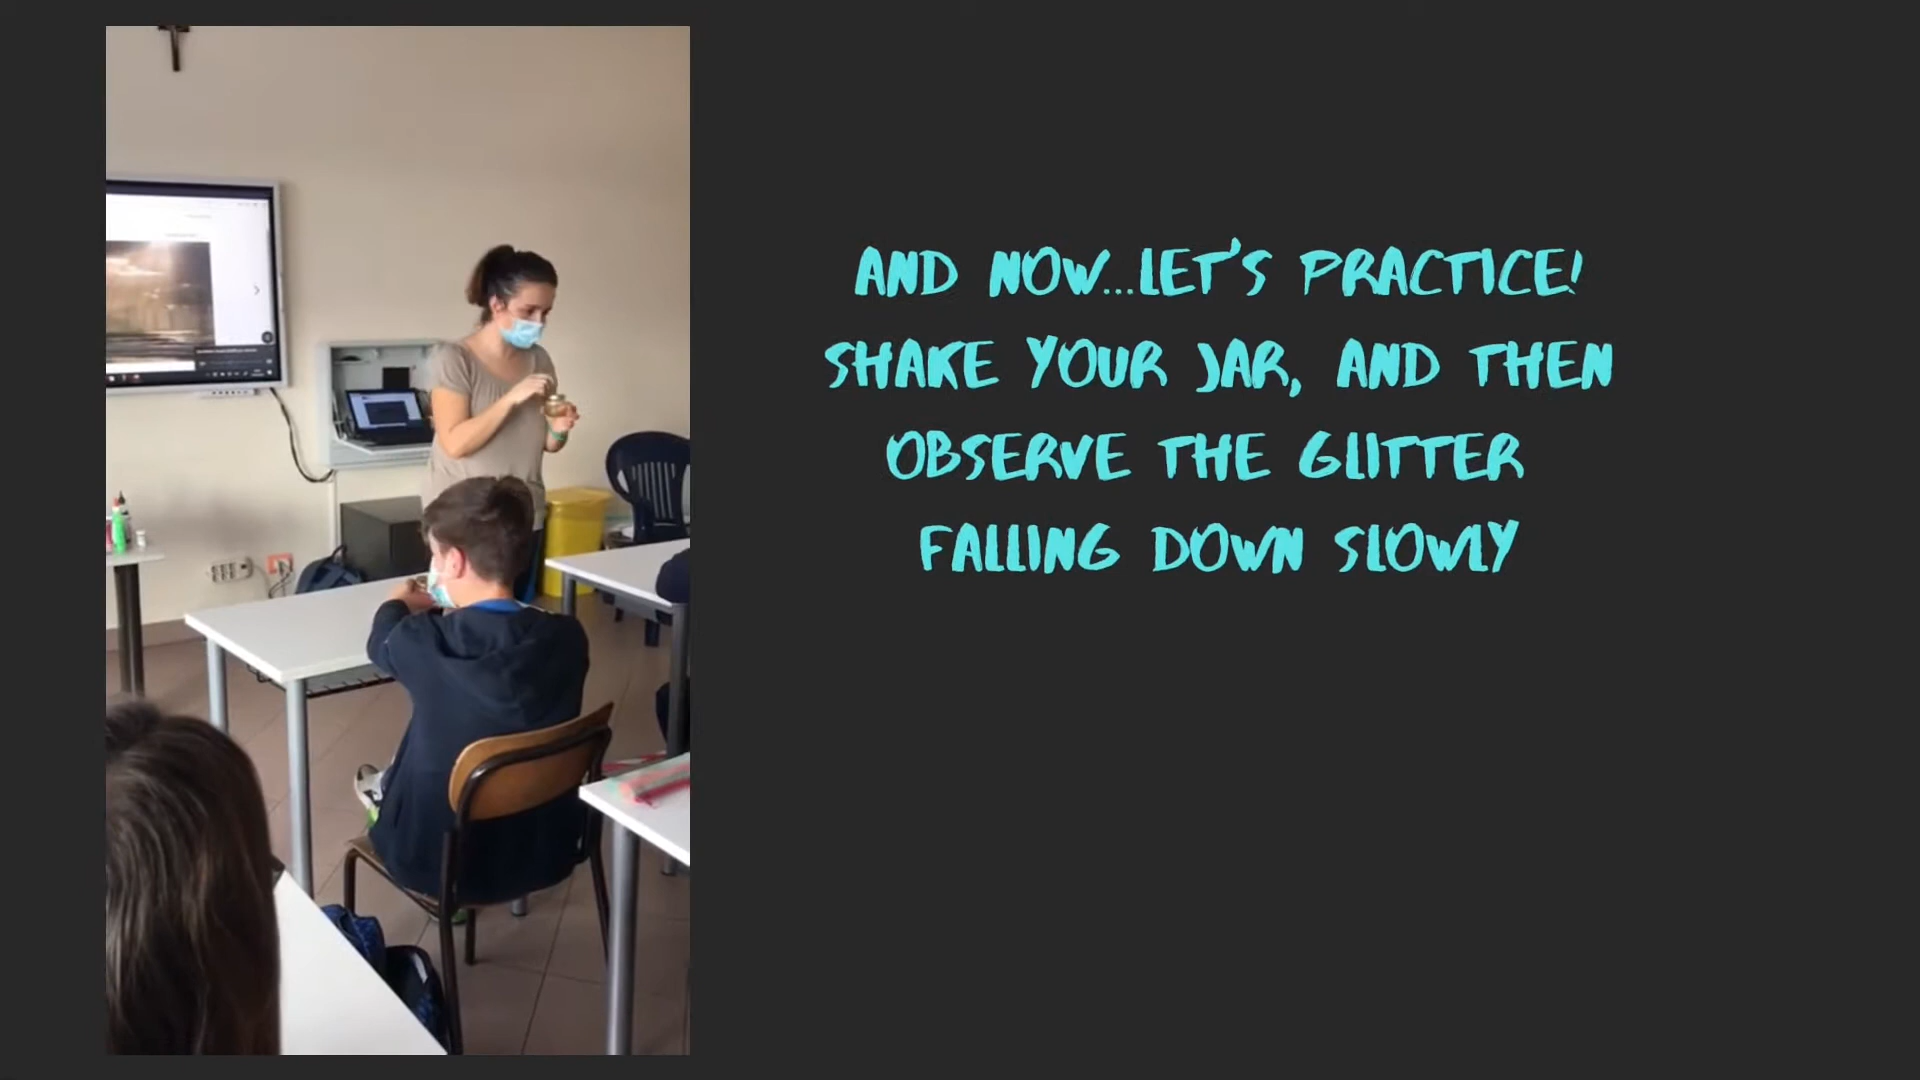 AND NOW...LET'S PRACTICE!
SHAKE YOUR JAR, AND THEN
OBSERVE THE GLITTER
FALLING DOWN SLOWLY